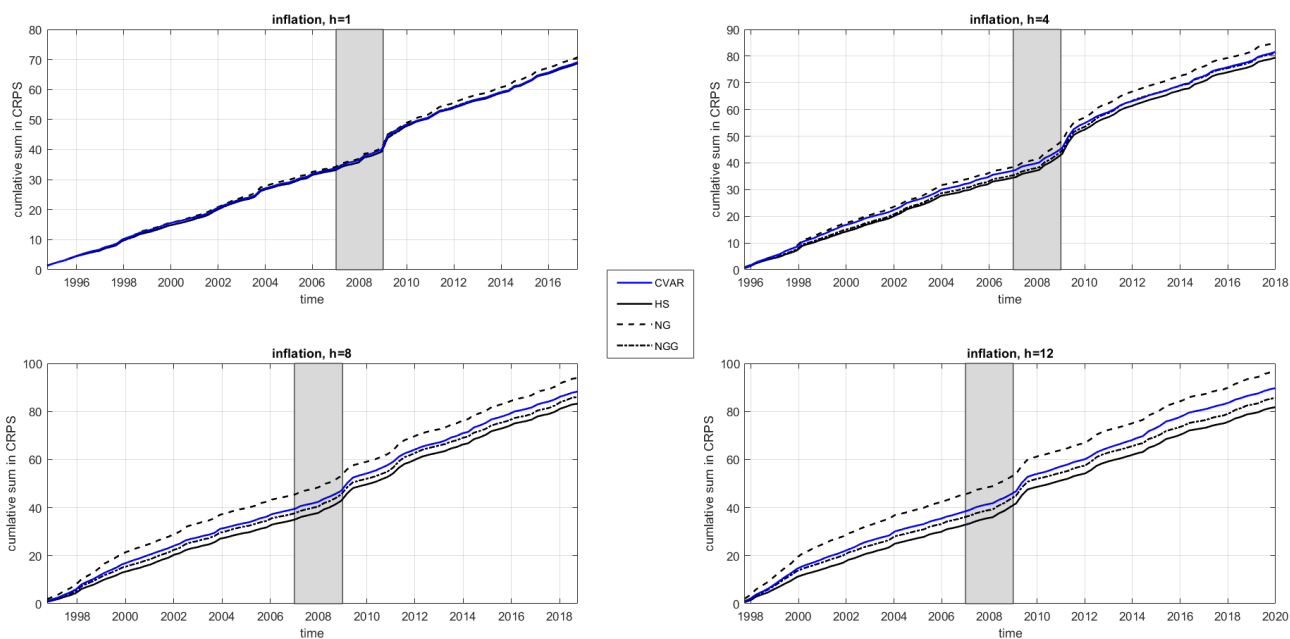 inflation, h=1
cumlative sum in CRPS
80
70
60
50
40
30
20
10
0
1996 1998 2000 2002 2004 2006 2008 2010 2012 2014 2016
time
inflation, h=4
cumlative sum in CRPS
90
80
70
60
50
40
30
20
10
0
1996 1998 2000 2002 2004 2006 2008 2010 2012 2014 2016 2018
time
CVAR
HS
NG
NGG
inflation, h=8
cumlative sum in CRPS
100
80
60
40
20
0
1998 2000 2002 2004 2006 2008 2010 2012 2014 2016 2018
time
inflation, h=12
cumlative sum in CRPS
100
80
60
40
20
0
1998 2000 2002 2004 2006 2008 2010 2012 2014 2016 2018 2020
time